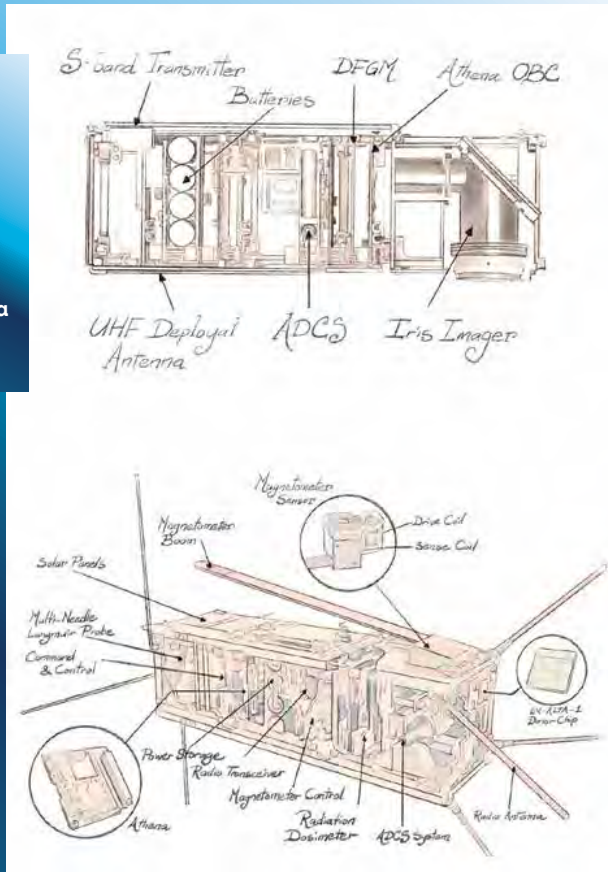 S-band Transmitter
Batteries
DFGM
Athena OBC
a
UHF Deployal
Antenna
ADCS
Iris Imager
Magnetometer
Sensor
Drive Coil
Sense Coil
Magnetometer
Boom
Solar Panels
Multi-Needle
Langmuir Probe
Command
& Control
Donor Chip
Power Storage
Radio Transceiver
Magnetometer Control
Athena
Radiation
Dosimeter
ADCS System
Radio Antenna